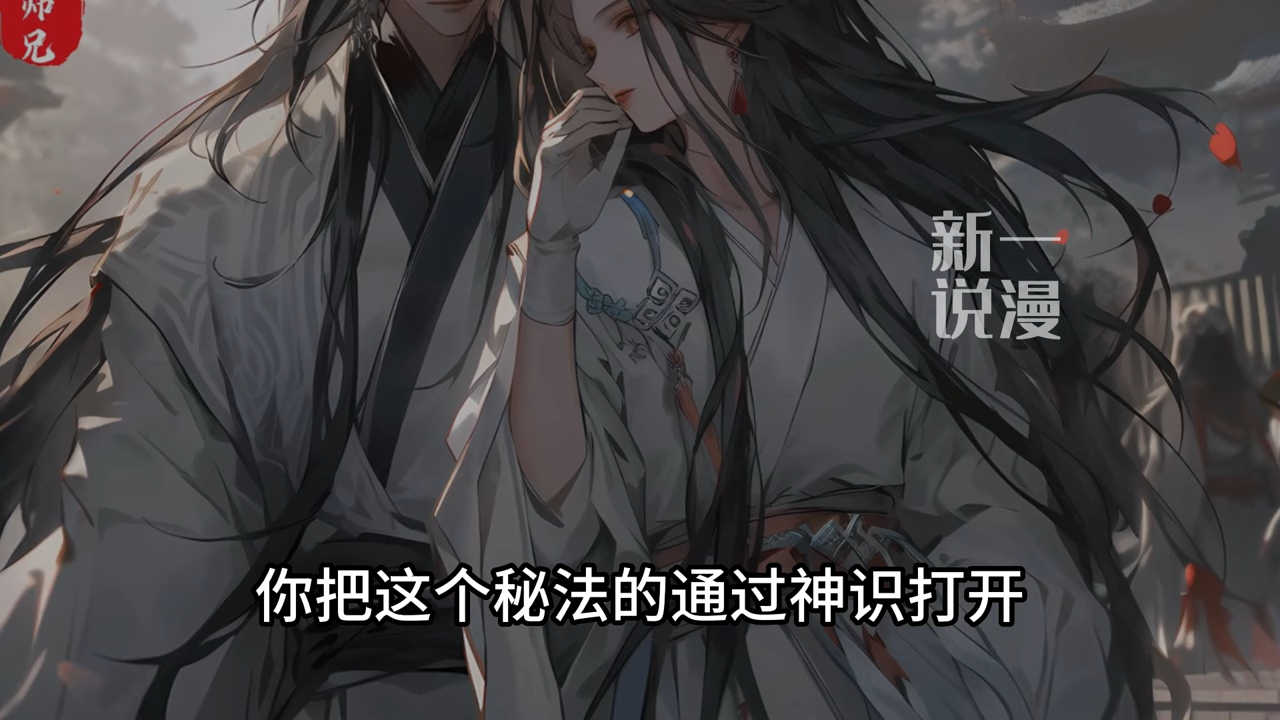 师
兄
新一
说漫
你把这个秘法的通过神识打开